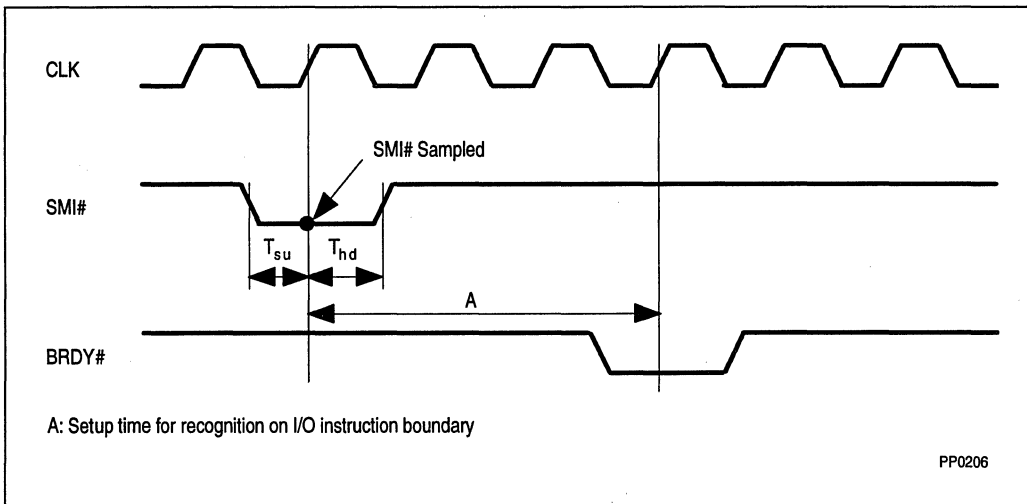 CLK
SMI# Sampled
SMI#
Tsu
Thd
A
BRDY#
A: Setup time for recognition on I/O instruction boundary
PP0206